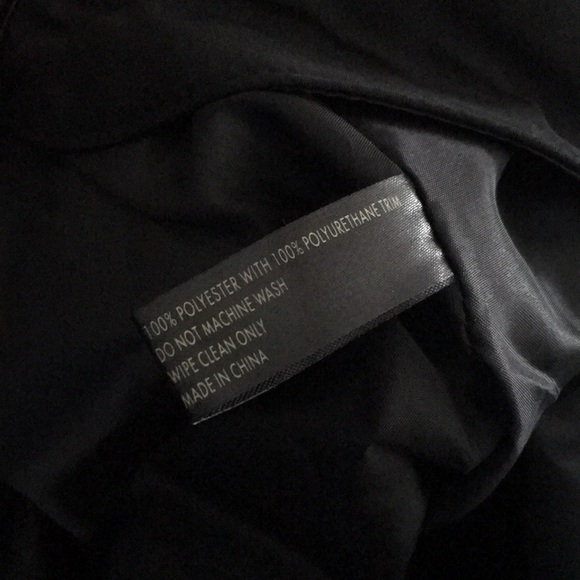 100% POLYESTER WITH 100% POLYURETHANE TRIM
DO NOT MACHINE WASH
WIPE CLEAN ONLY
MADE IN CHINA